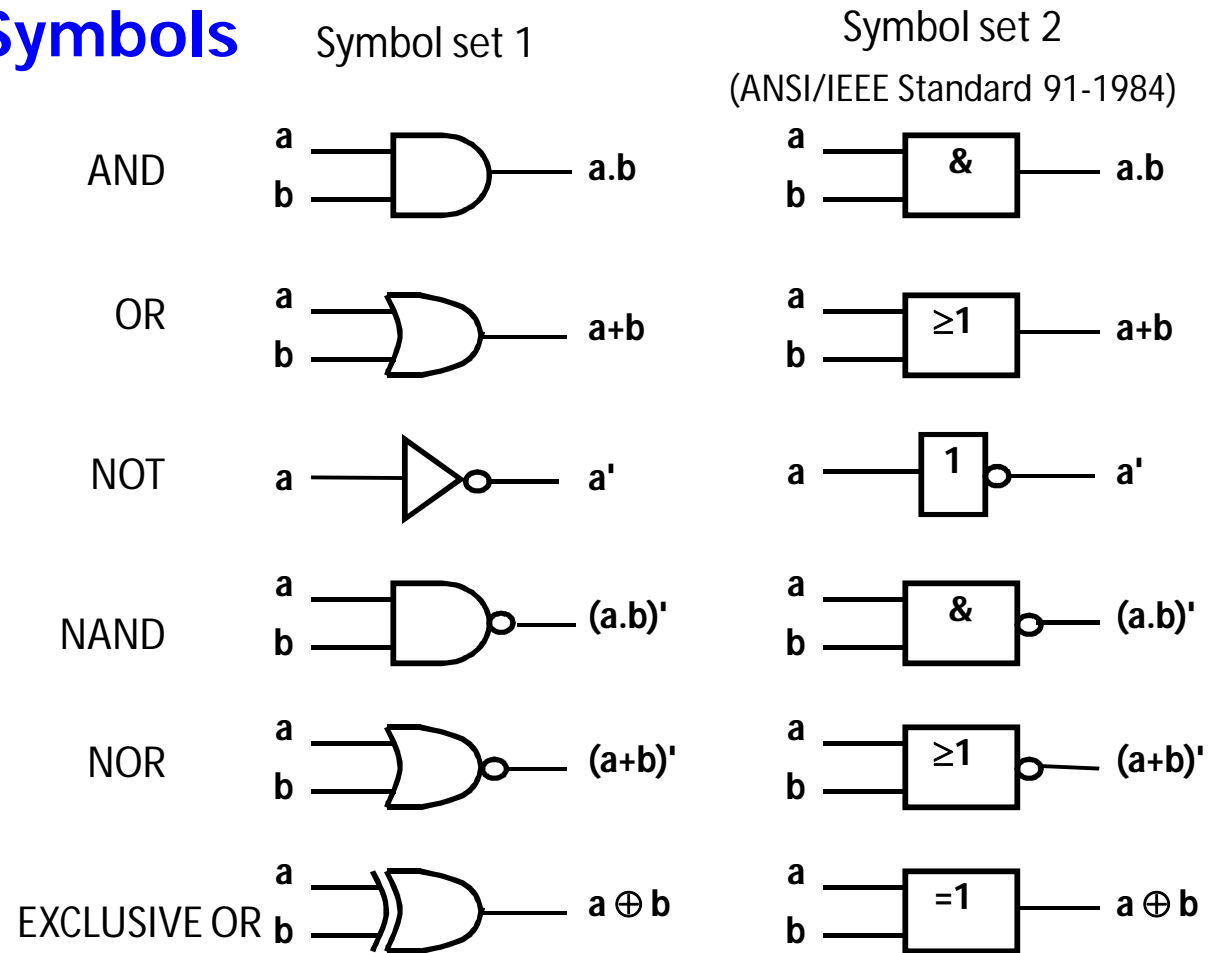 Symbols Symbol set 1 Symbol set 2
(ANSI/IEEE Standard 91-1984)
AND a b a.b a b & a.b
OR a b a+b a b ≥1 a+b
NOT a a' a 1 a'
NAND a b (a.b)' a b & (a.b)'
NOR a b (a+b)' a b ≥1 (a+b)'
EXCLUSIVE OR a b a ⊕ b a b =1 a ⊕ b